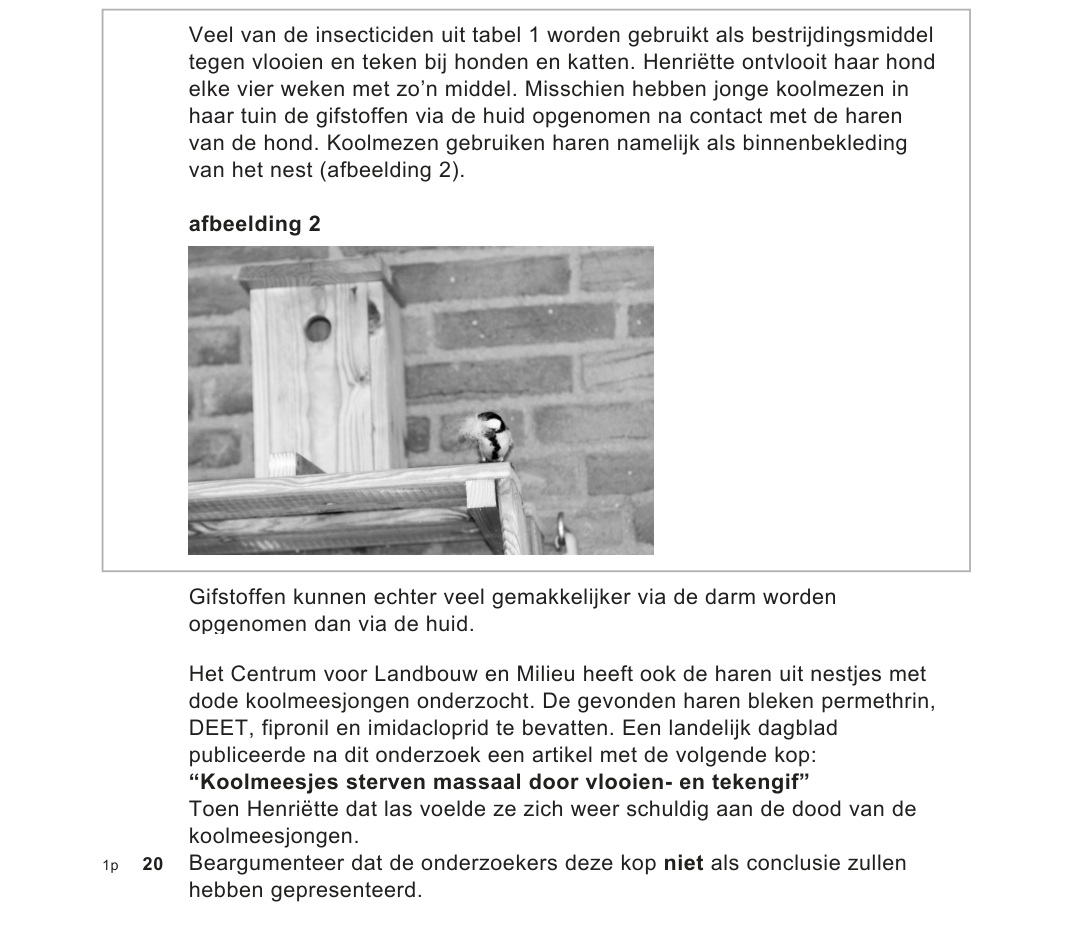 Veel van de insecticiden uit tabel 1 worden gebruikt als bestrijdingsmiddel
tegen vlooien en teken bij honden en katten. Henriëtte ontvlooit haar hond
elke vier weken met zo’n middel. Misschien hebben jonge koolmezen in
haar tuin de gifstoffen via de huid opgenomen na contact met de haren
van de hond. Koolmezen gebruiken haren namelijk als binnenbekleding
van het nest (afbeelding 2).
afbeelding 2
Gifstoffen kunnen echter veel gemakkelijker via de darm worden
opgenomen dan via de huid.
Het Centrum voor Landbouw en Milieu heeft ook de haren uit nestjes met
dode koolmeesjongen onderzocht. De gevonden haren bleken permethrin,
DEET, fipronil en imidacloprid te bevatten. Een landelijk dagblad
publiceerde na dit onderzoek een artikel met de volgende kop:
“Koolmeesjes sterven massaal door vlooien- en tekengif”
Toen Henriëtte dat las voelde ze zich weer schuldig aan de dood van de
koolmeesjongen.
1p 20 Beargumenteer dat de onderzoekers deze kop niet als conclusie zullen
hebben gepresenteerd.